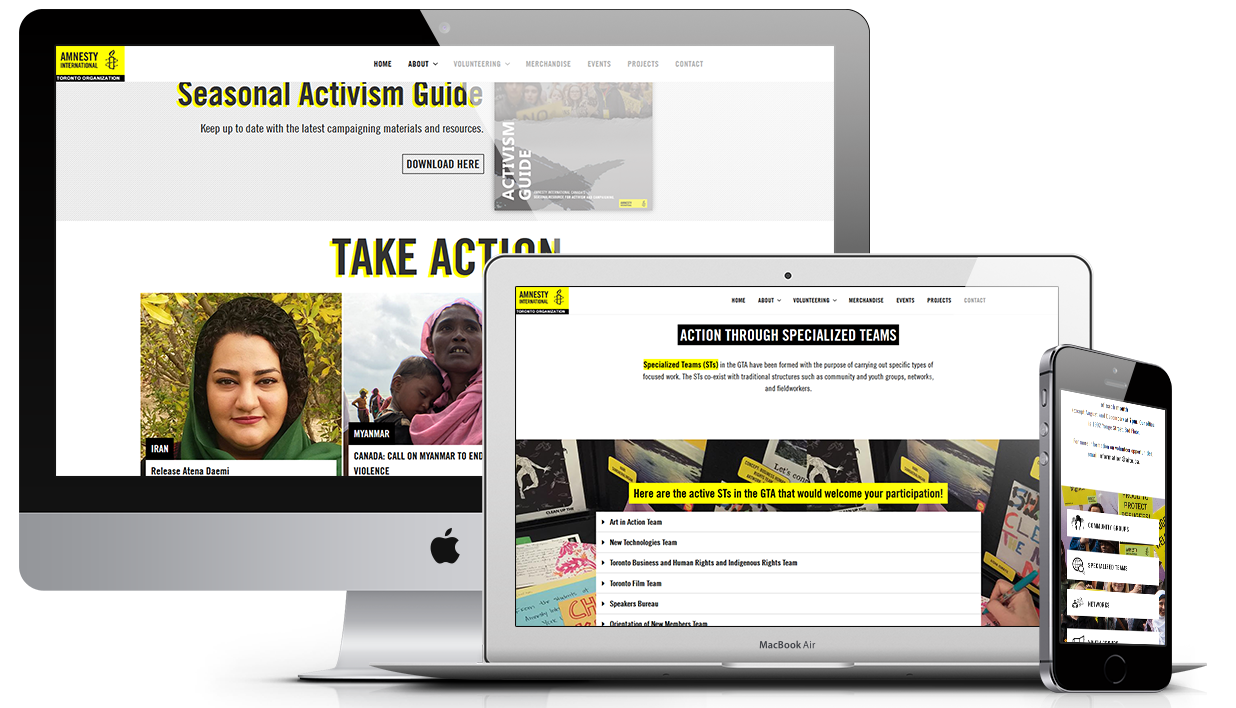 AMNESTY
INTERNATIONAL
TORONTO ORGANIZATION
HOME
ABOUT
VOLUNTEERING
MERCHANDISE
EVENTS
PROJECTS
CONTACT
Seasonal Activism Guide
Keep up to date with the latest campaigning materials and resources.
DOWNLOAD HERE
ACTIVISM
GUIDE
TAKE ACTION
IRAN
Release Atena Daemi
MYANMAR
CANADA: CALL ON MYANMAR TO END
VIOLENCE
AMNESTY
INTERNATIONAL
TORONTO ORGANIZATION
HOME
ABOUT
VOLUNTEERING
MERCHANDISE
EVENTS
PROJECTS
CONTACT
ACTION THROUGH SPECIALIZED TEAMS
Specialized Teams (STs) in the GTA have been formed with the purpose of carrying out specific types of
focused work. The STs co-exist with traditional structures such as community and youth groups, networks,
and fieldworkers.
Here are the active STs in the GTA that would welcome your participation!
Art in Action Team
New Technologies Team
Toronto Business and Human Rights and Indigenous Rights Team
Toronto Film Team
Speakers Bureau
Orientation of New Members Team
MacBook Air
PROTECT
COMMUNITY GROUPS
SPECIALIZED TEAMS
NETWORKS